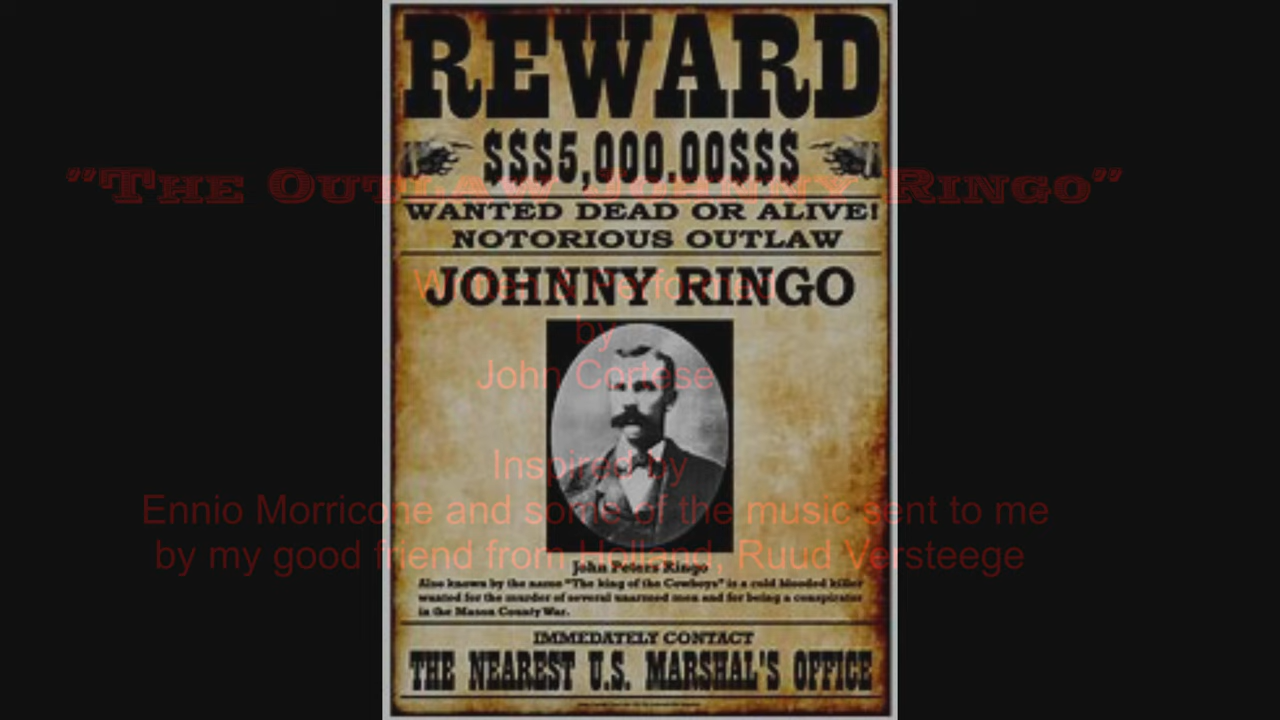 REWARD
$$$5,000.00$$$
"The Outlaw Johnny Ringo"
WANTED DEAD OR ALIVE!
NOTORIOUS OUTLAW
JOHNNY RINGO
Written & Performed
by
John Cortese
Inspired by
Ennio Morricone and some of the music sent to me
by my good friend from Holland, Ruud Versteege
John Peters Ringo
Also known by the name "The king of the Cowboys" is a cold blooded killer
wanted for the murder of several unarmed men and for being a conspirator
in the Mason County War.
IMMEDATELY CONTACT
THE NEAREST U.S. MARSHAL'S OFFICE